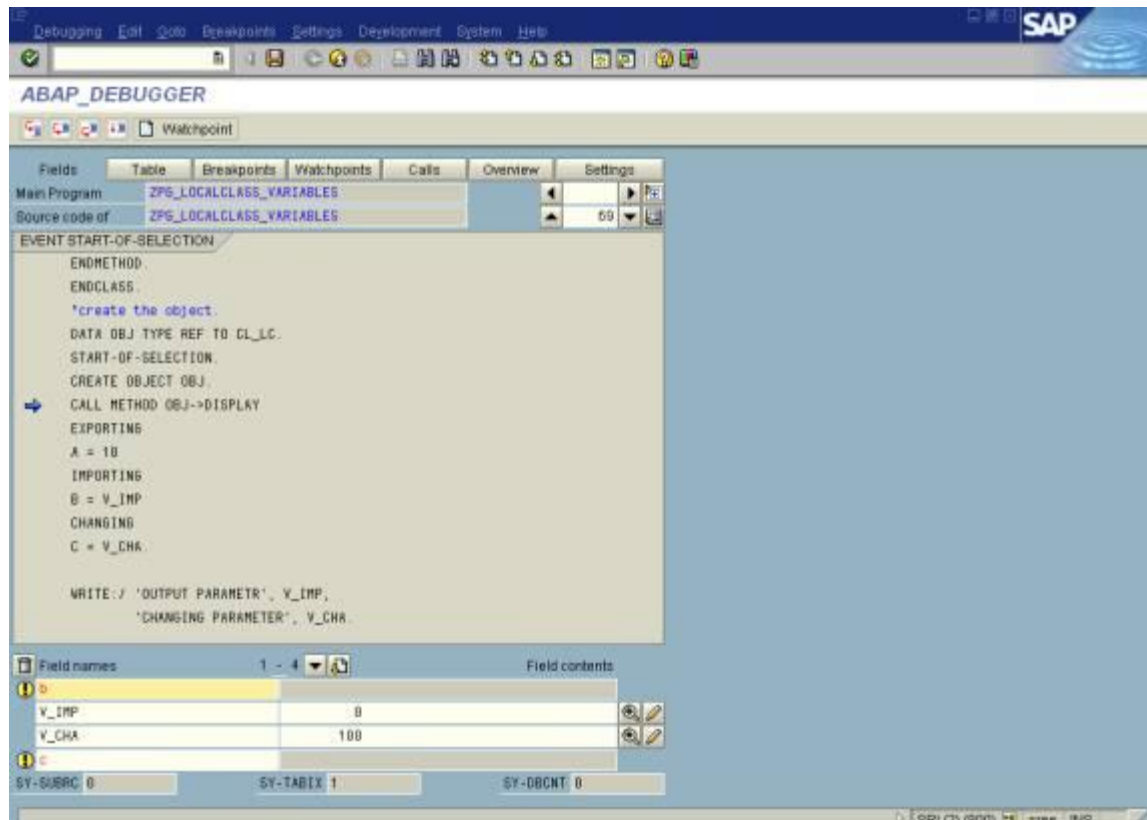 Debugging Edit Goto Breakpoints Settings Development System Help
SAP
ABAP_DEBUGGER
Watchpoint
Fields Table Breakpoints Watchpoints Calls Overview Settings
Main Program ZPG_LOCALCLASS_VARIABLES
Source code of ZPG_LOCALCLASS_VARIABLES 69
EVENT START-OF-SELECTION
ENDMETHOD.
ENDCLASS.
*create the object.
DATA OBJ TYPE REF TO CL_LC.
START-OF-SELECTION.
CREATE OBJECT OBJ.
CALL METHOD OBJ->DISPLAY
EXPORTING
A = 10
IMPORTING
B = V_IMP
CHANGING
C = V_CHA.
WRITE:/ 'OUTPUT PARAMETR', V_IMP,
'CHANGING PARAMETER', V_CHA.
Field names 1 - 4 Field contents
b
V_IMP 0
V_CHA 100
c
SY-SUBRC 0 SY-TABIX 1 SY-DBCNT 0
INS